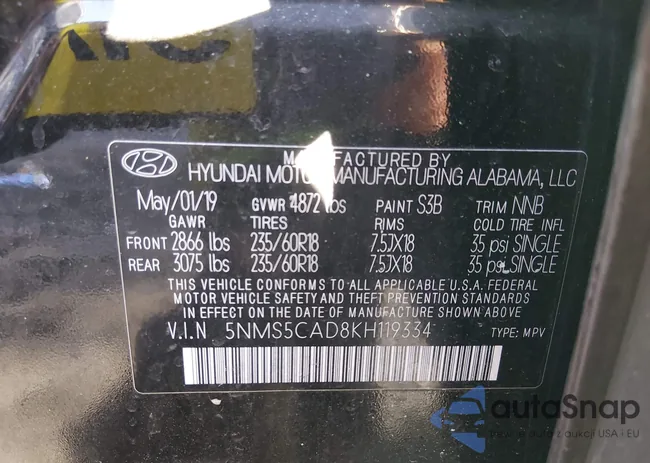 MANUFACTURED BY
HYUNDAI MOTOR MANUFACTURING ALABAMA, LLC
May/01/19 GVWR 4872 lbs PAINT S3B TRIM NNB
GAWR TIRES RIMS COLD TIRE INFL
FRONT 2866 lbs 235/60R18 7.5JX18 35 psi SINGLE
REAR 3075 lbs 235/60R18 7.5JX18 35 psi SINGLE
THIS VEHICLE CONFORMS TO ALL APPLICABLE U.S.A. FEDERAL
MOTOR VEHICLE SAFETY AND THEFT PREVENTION STANDARDS
IN EFFECT ON THE DATE OF MANUFACTURE SHOWN ABOVE.
V.I.N 5NMS5CAD8KH119334 TYPE: MPV
autoSnap
aukcji USA i EU